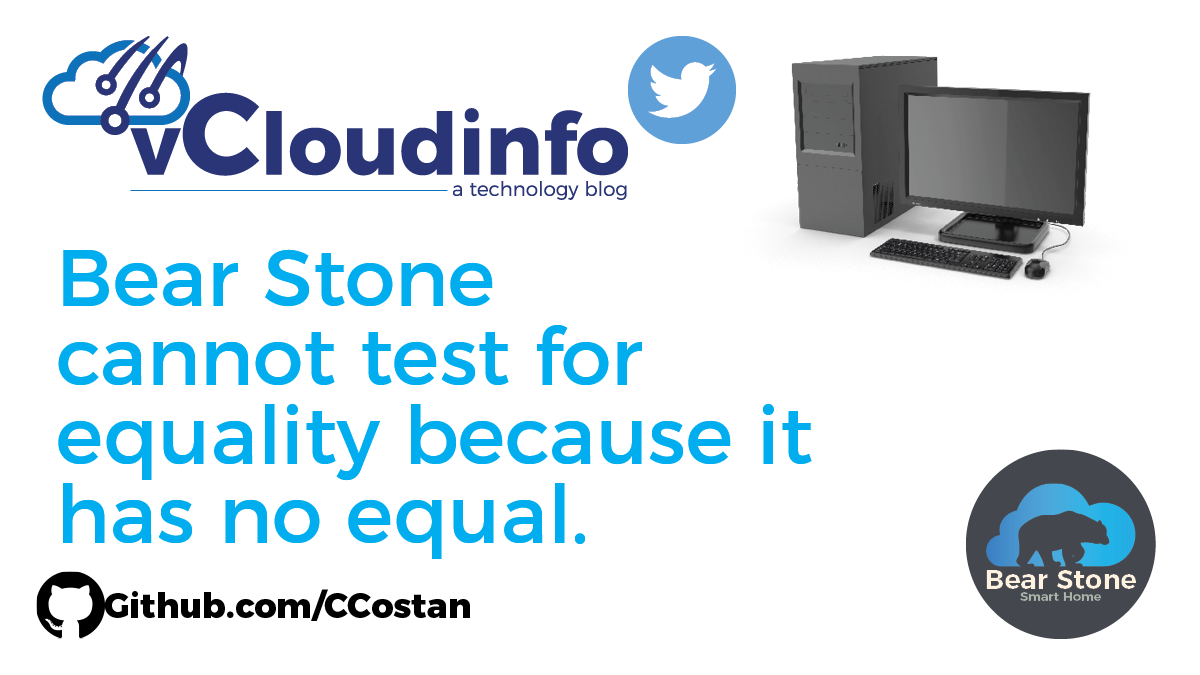 vCloudinfo
a technology blog
Bear Stone
cannot test for
equality because it
has no equal.
Github.com/CCostan
Bear Stone
Smart Home